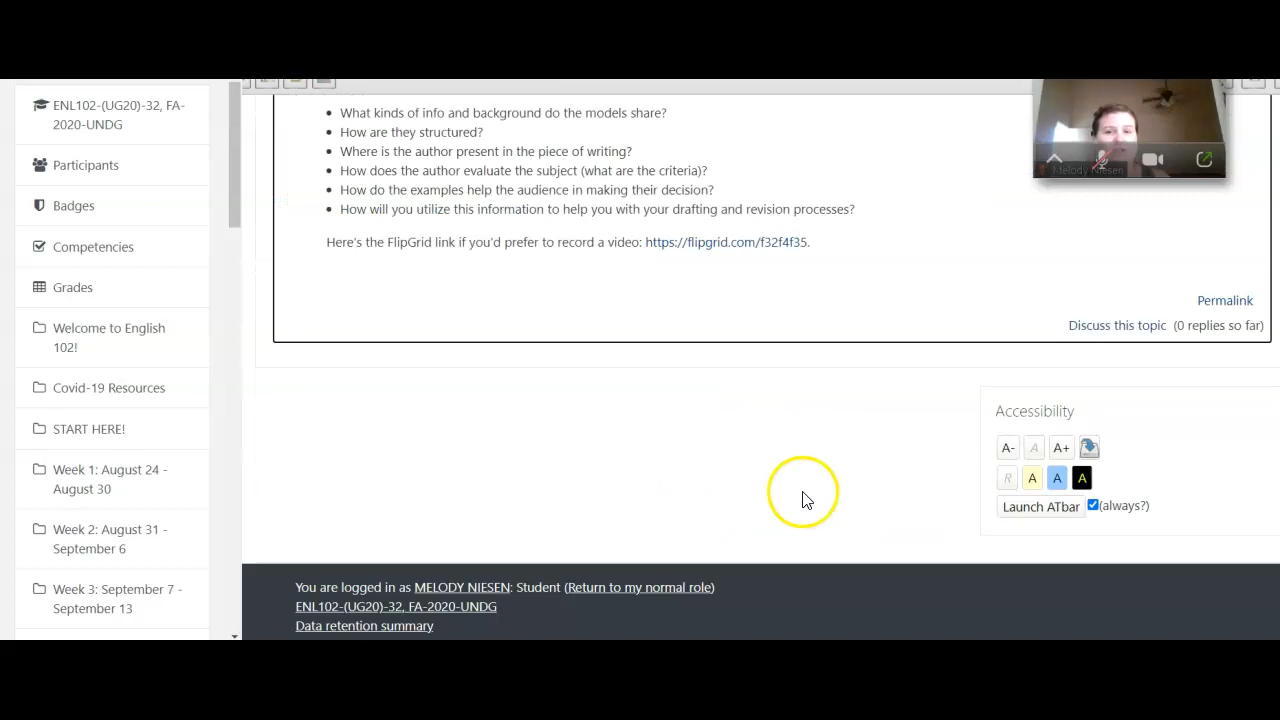 ENL102-(UG20)-32, FA-
2020-UNDG
Participants
Badges
Competencies
Grades
Welcome to English
102!
Covid-19 Resources
START HERE!
Week 1: August 24 -
August 30
Week 2: August 31 -
September 6
Week 3: September 7 -
September 13
What kinds of info and background do the models share?
How are they structured?
Where is the author present in the piece of writing?
How does the author evaluate the subject (what are the criteria)?
How do the examples help the audience in making their decision?
How will you utilize this information to help you with your drafting and revision processes?
Here's the FlipGrid link if you'd prefer to record a video: https://flipgrid.com/f32f4f35.
Melody Niesen
Permalink
Discuss this topic (0 replies so far)
Accessibility
A- A A+
R A A A
Launch ATbar (always?)
You are logged in as MELODY NIESEN: Student (Return to my normal role)
ENL102-(UG20)-32, FA-2020-UNDG
Data retention summary